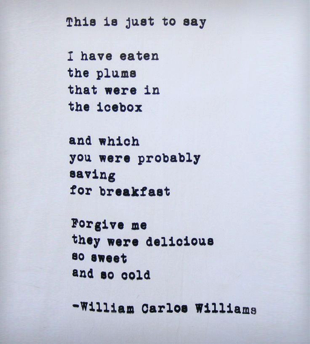 This is just to say
I have eaten
the plums
that were in
the icebox
and which
you were probably
saving
for breakfast
Forgive me
they were delicious
so sweet
and so cold
-William Carlos Williams